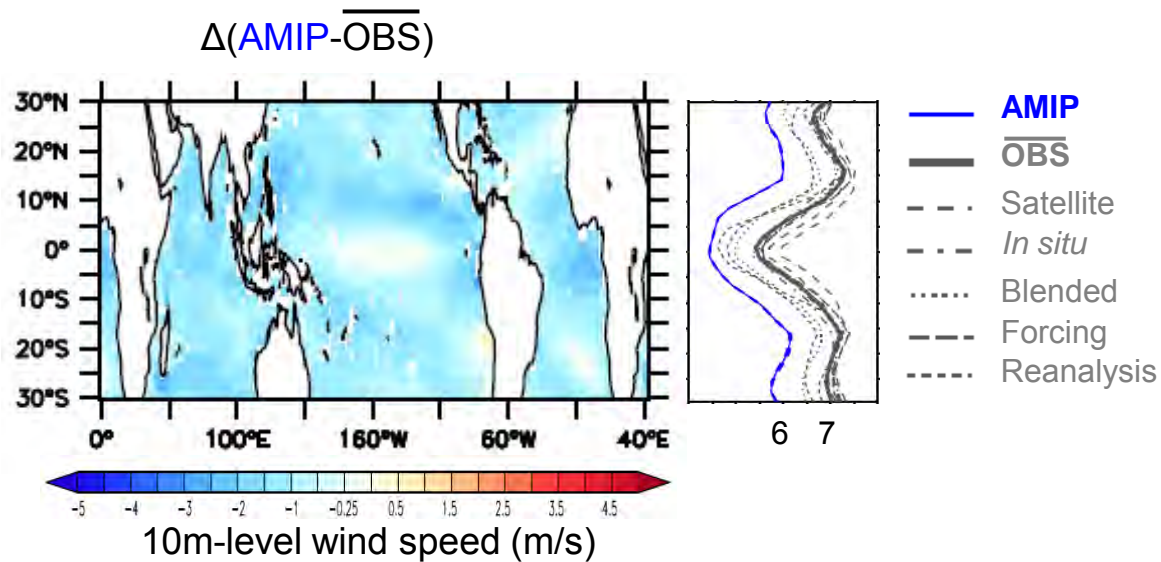 Δ(AMIP-O̅B̅S̅)
30°N
20°N
10°N
0°
10°S
20°S
30°S
0° 100°E 160°W 60°W 40°E
-5 -4 -3 -2 -1 -0.25 0.5 1.5 2.5 3.5 4.5
10m-level wind speed (m/s)
6 7
AMIP
O̅B̅S̅
Satellite
In situ
Blended
Forcing
Reanalysis